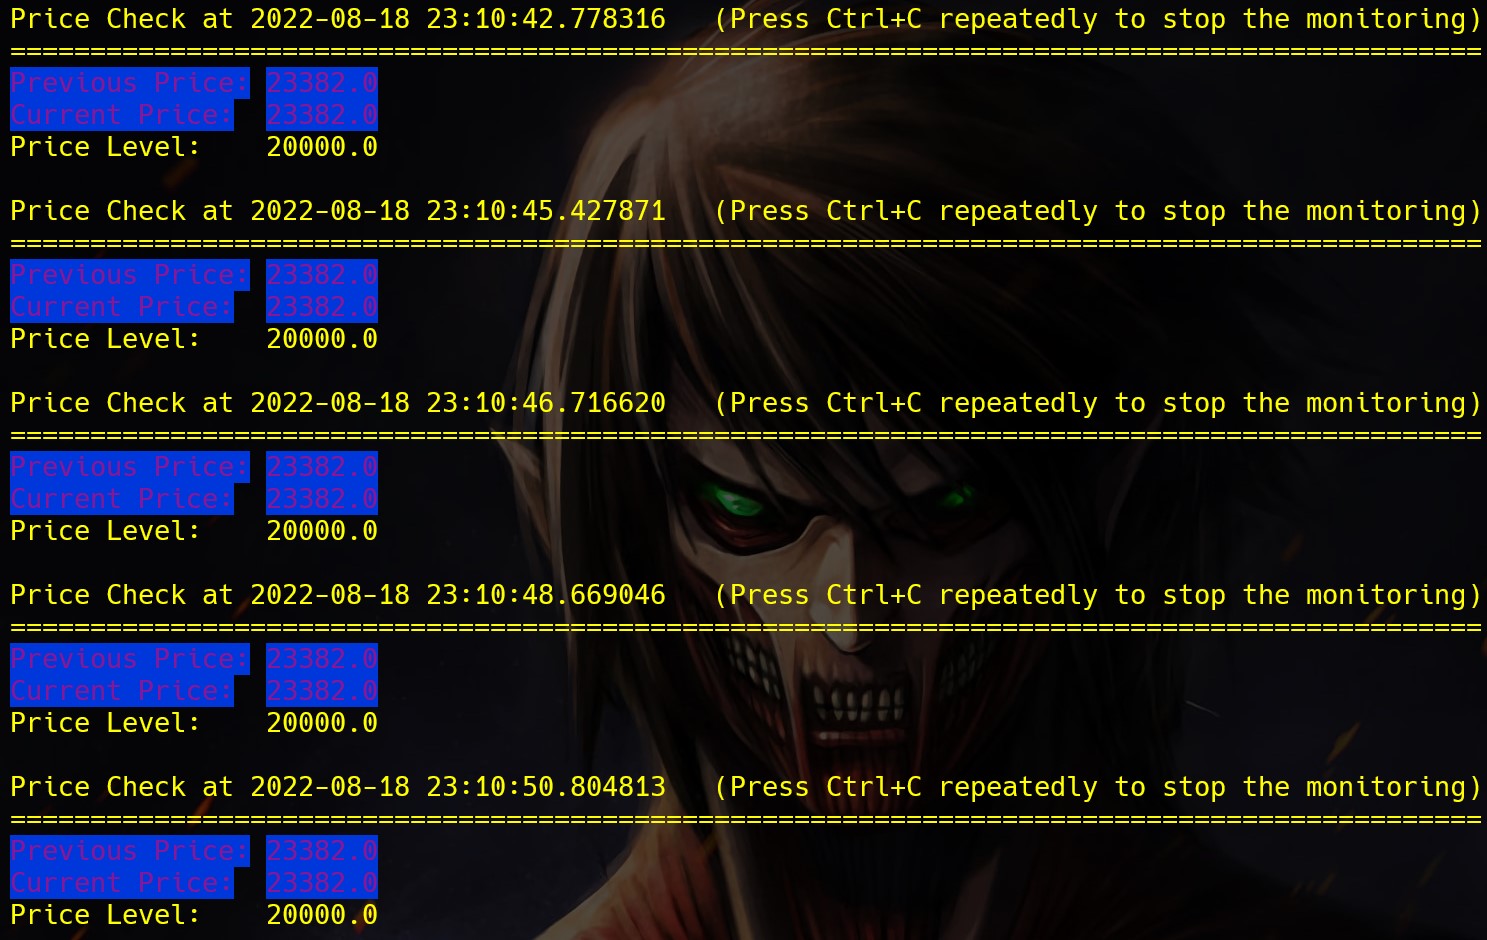 Price Check at 2022-08-18 23:10:42.778316   (Press Ctrl+C repeatedly to stop the monitoring)
============================================================================================
Previous Price: 23382.0
Current Price:  23382.0
Price Level:    20000.0

Price Check at 2022-08-18 23:10:45.427871   (Press Ctrl+C repeatedly to stop the monitoring)
============================================================================================
Previous Price: 23382.0
Current Price:  23382.0
Price Level:    20000.0

Price Check at 2022-08-18 23:10:46.716620   (Press Ctrl+C repeatedly to stop the monitoring)
============================================================================================
Previous Price: 23382.0
Current Price:  23382.0
Price Level:    20000.0

Price Check at 2022-08-18 23:10:48.669046   (Press Ctrl+C repeatedly to stop the monitoring)
============================================================================================
Previous Price: 23382.0
Current Price:  23382.0
Price Level:    20000.0

Price Check at 2022-08-18 23:10:50.804813   (Press Ctrl+C repeatedly to stop the monitoring)
============================================================================================
Previous Price: 23382.0
Current Price:  23382.0
Price Level:    20000.0